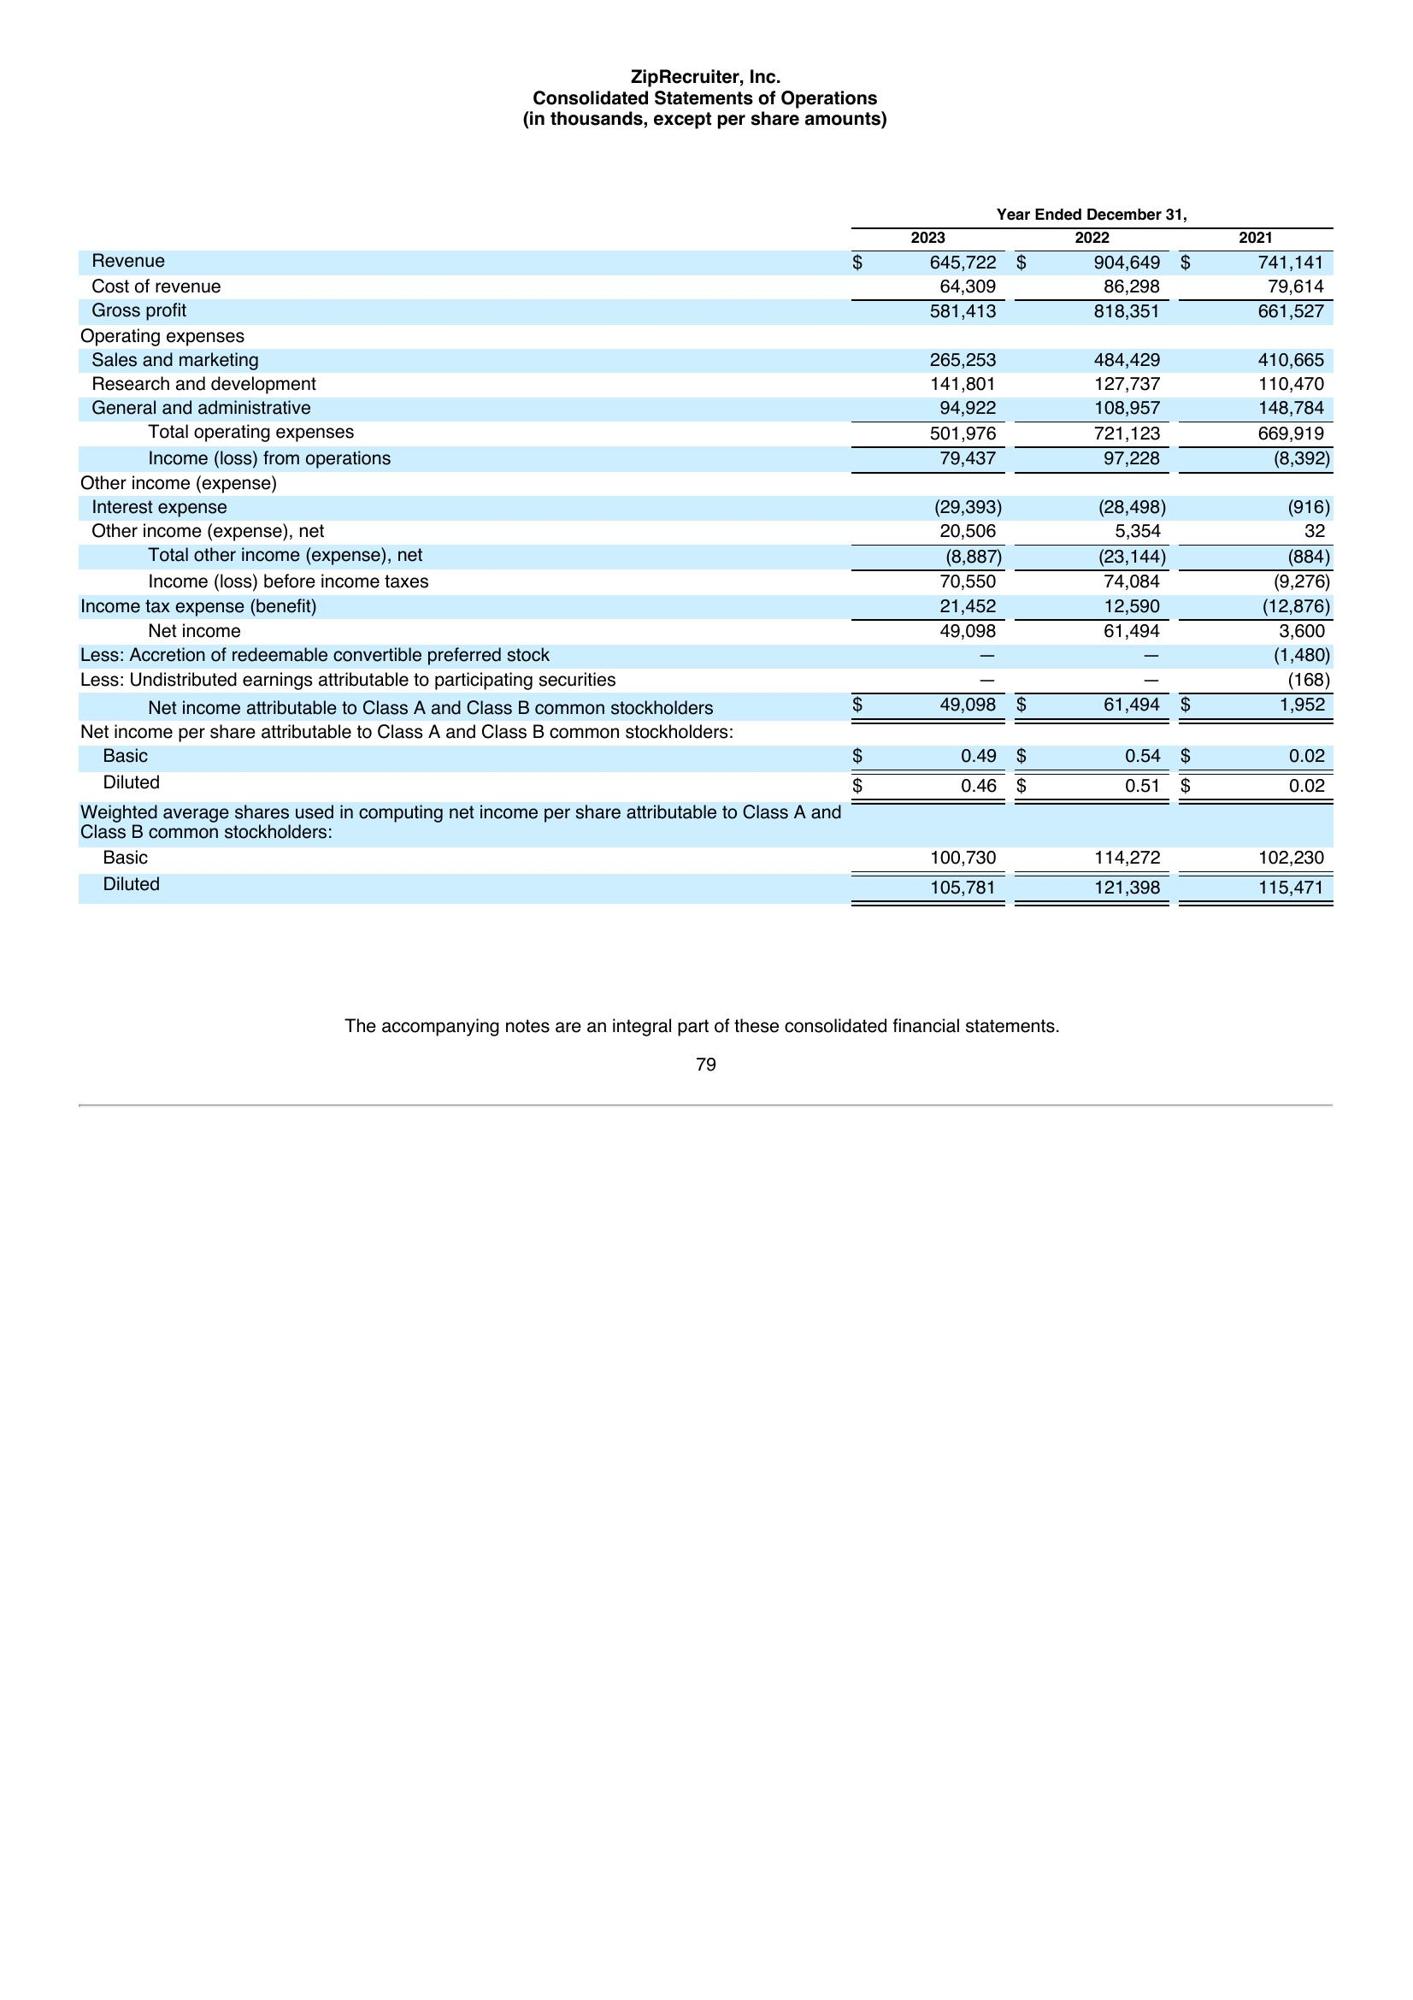 ZipRecruiter, Inc.
Consolidated Statements of Operations
(in thousands, except per share amounts)
Year Ended December 31,
2023 2022 2021
Revenue $ 645,722 $ 904,649 $ 741,141
Cost of revenue 64,309 86,298 79,614
Gross profit 581,413 818,351 661,527
Operating expenses
Sales and marketing 265,253 484,429 410,665
Research and development 141,801 127,737 110,470
General and administrative 94,922 108,957 148,784
Total operating expenses 501,976 721,123 669,919
Income (loss) from operations 79,437 97,228 (8,392)
Other income (expense)
Interest expense (29,393) (28,498) (916)
Other income (expense), net 20,506 5,354 32
Total other income (expense), net (8,887) (23,144) (884)
Income (loss) before income taxes 70,550 74,084 (9,276)
Income tax expense (benefit) 21,452 12,590 (12,876)
Net income 49,098 61,494 3,600
Less: Accretion of redeemable convertible preferred stock — — (1,480)
Less: Undistributed earnings attributable to participating securities — — (168)
Net income attributable to Class A and Class B common stockholders $ 49,098 $ 61,494 $ 1,952
Net income per share attributable to Class A and Class B common stockholders:
Basic $ 0.49 $ 0.54 $ 0.02
Diluted $ 0.46 $ 0.51 $ 0.02
Weighted average shares used in computing net income per share attributable to Class A and
Class B common stockholders:
Basic 100,730 114,272 102,230
Diluted 105,781 121,398 115,471
The accompanying notes are an integral part of these consolidated financial statements.
79